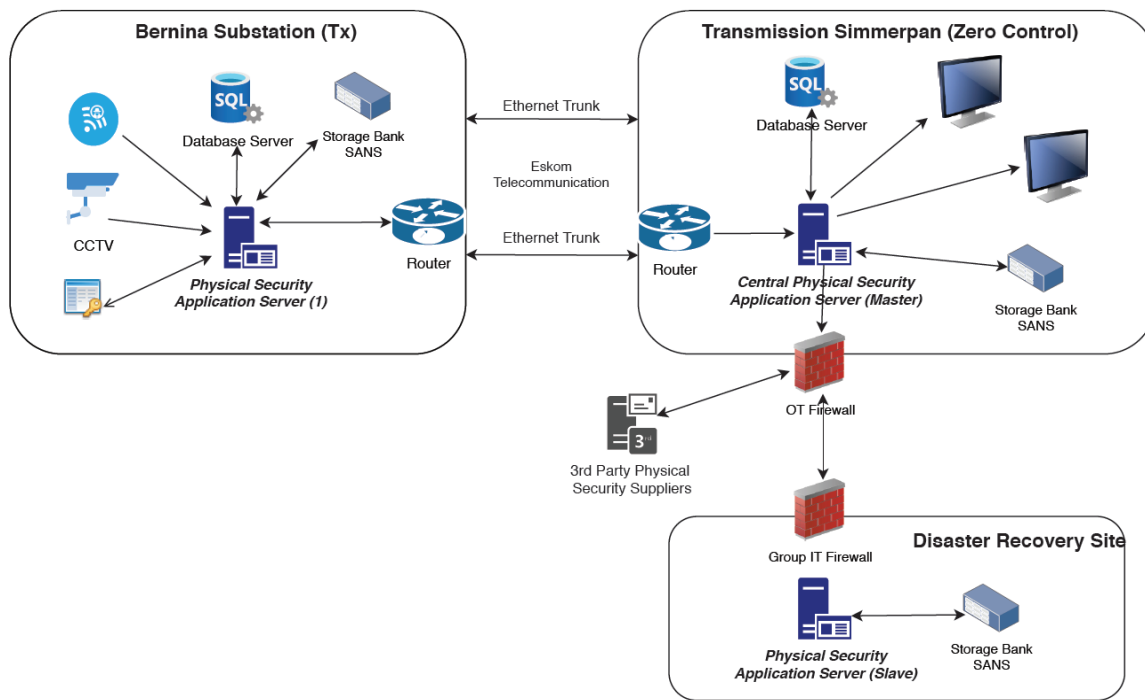 Bernina Substation (Tx)
SQL
Database Server
Storage Bank
SANS
CCTV
Physical Security
Application Server (1)
Router
Ethernet Trunk
Eskom
Telecommunication
Ethernet Trunk
Transmission Simmerpan (Zero Control)
SQL
Database Server
Router
Central Physical Security
Application Server (Master)
Storage Bank
SANS
OT Firewall
3rd
3rd Party Physical
Security Suppliers
Group IT Firewall
Disaster Recovery Site
Physical Security
Application Server (Slave)
Storage Bank
SANS